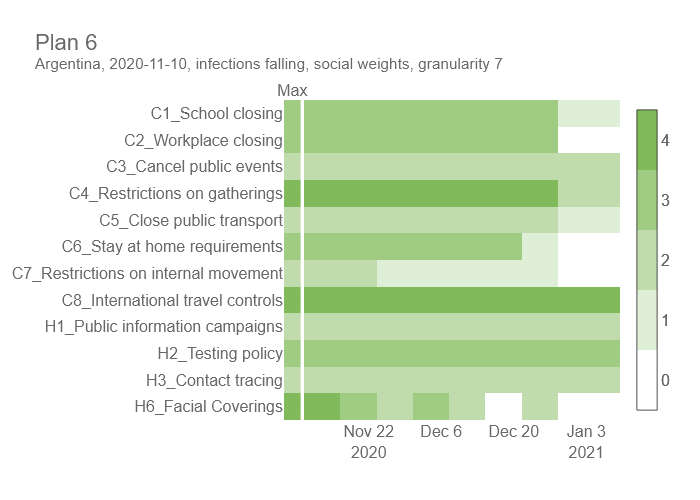 Plan 6
Argentina, 2020-11-10, infections falling, social weights, granularity 7
Max
C1_School closing
C2_Workplace closing
C3_Cancel public events
C4_Restrictions on gatherings
C5_Close public transport
C6_Stay at home requirements
C7_Restrictions on internal movement
C8_International travel controls
H1_Public information campaigns
H2_Testing policy
H3_Contact tracing
H6_Facial Coverings
4
3
2
1
0
Nov 22 Dec 6 Dec 20 Jan 3
2020 2021